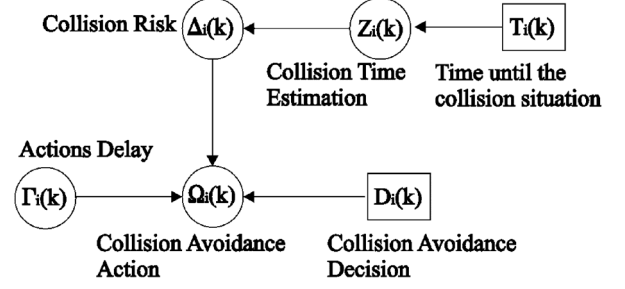 Collision Risk Δi(k) Zi(k) Ti(k)
Collision Time
Estimation
Time until the
collision situation
Actions Delay
Γi(k) Ωi(k) Di(k)
Collision Avoidance
Action
Collision Avoidance
Decision